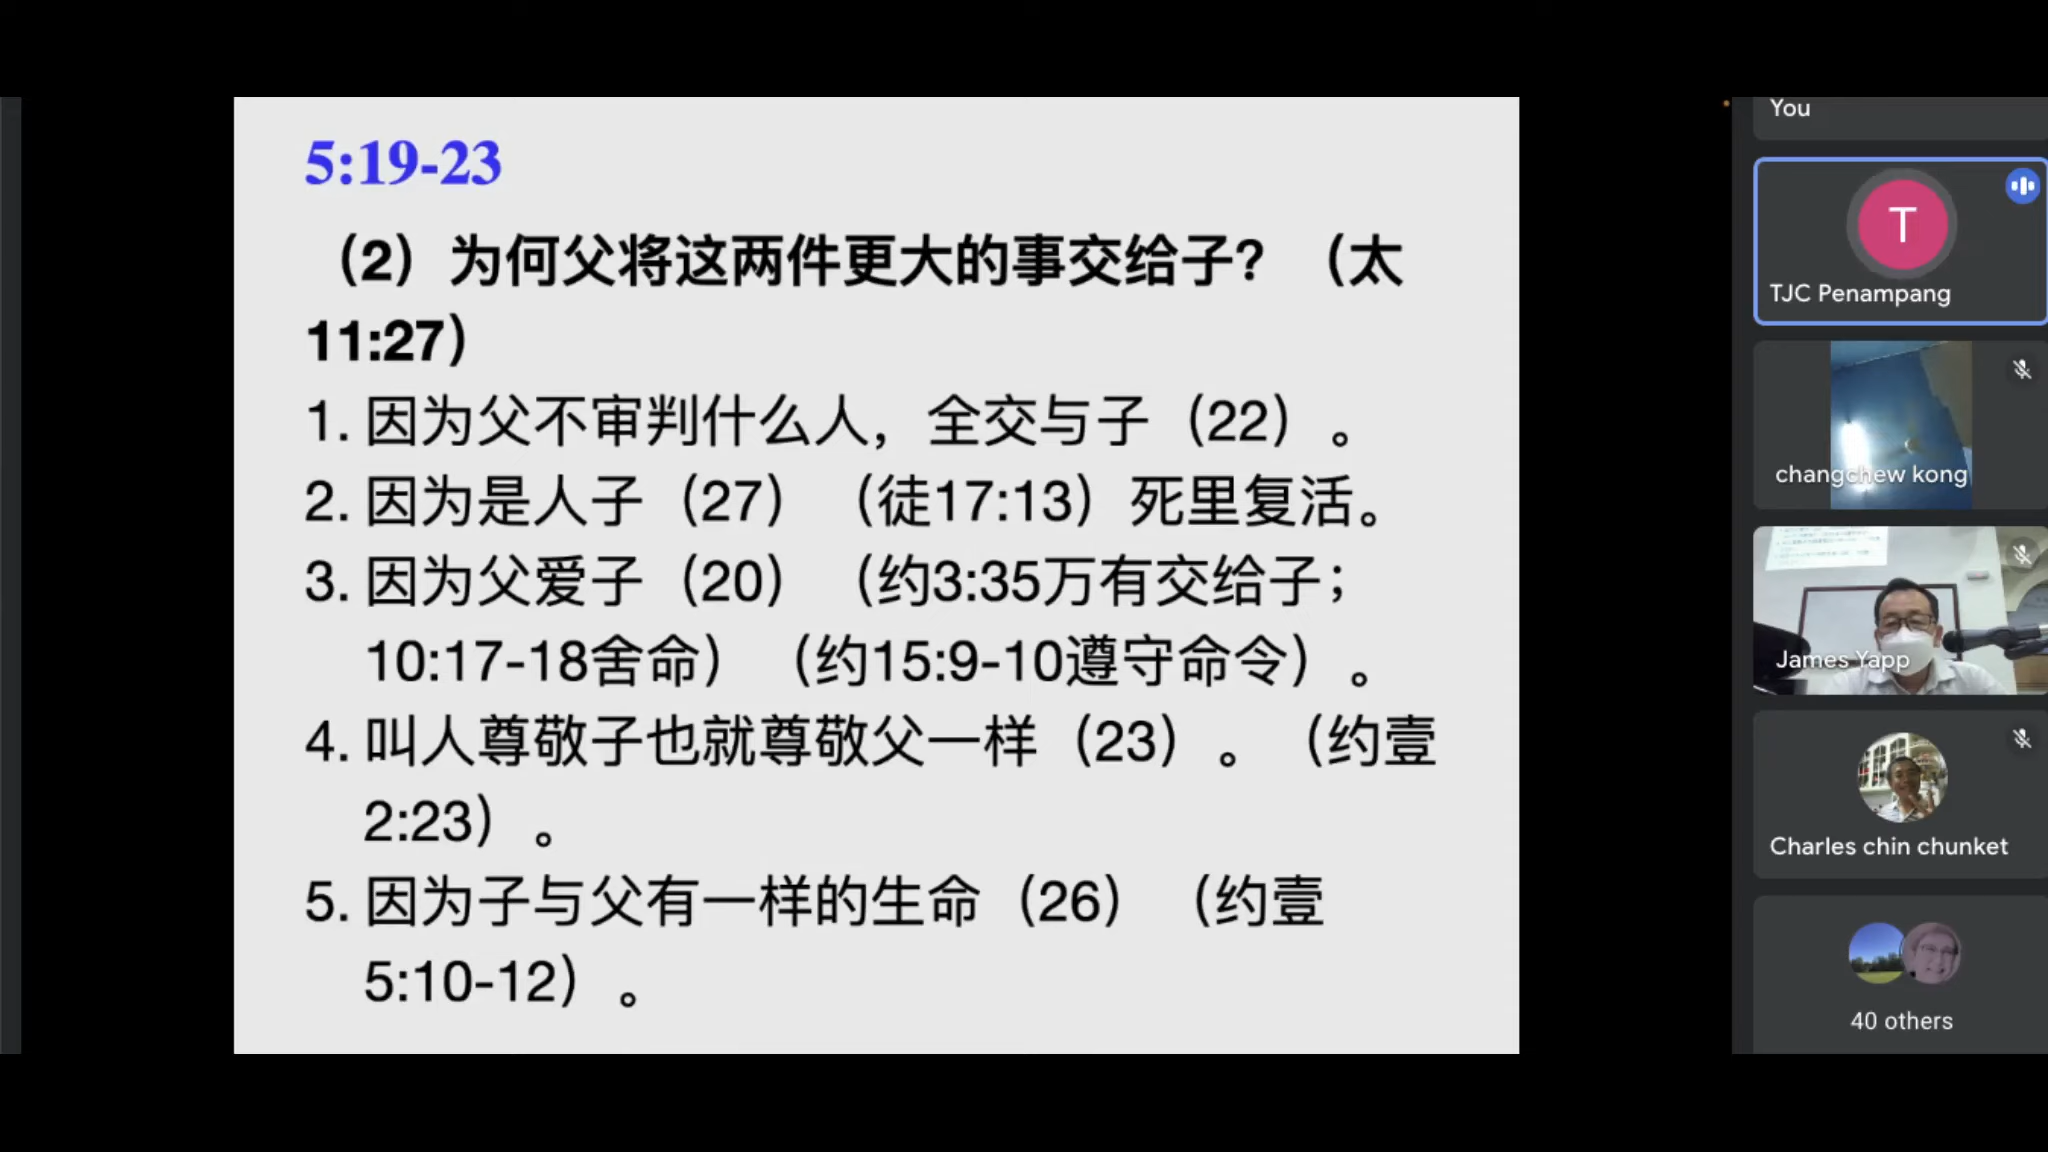 5:19-23
（2）为何父将这两件更大的事交给子？（太
11:27）
1. 因为父不审判什么人，全交与子（22）。
2. 因为是人子（27）（徒17:13）死里复活。
3. 因为父爱子（20）（约3:35万有交给子；
10:17-18舍命）（约15:9-10遵守命令）。
4. 叫人尊敬子也就尊敬父一样（23）。（约壹
2:23）。
5. 因为子与父有一样的生命（26）（约壹
5:10-12）。
You
T
TJC Penampang
changchew kong
James Yapp
Charles chin chunket
40 others